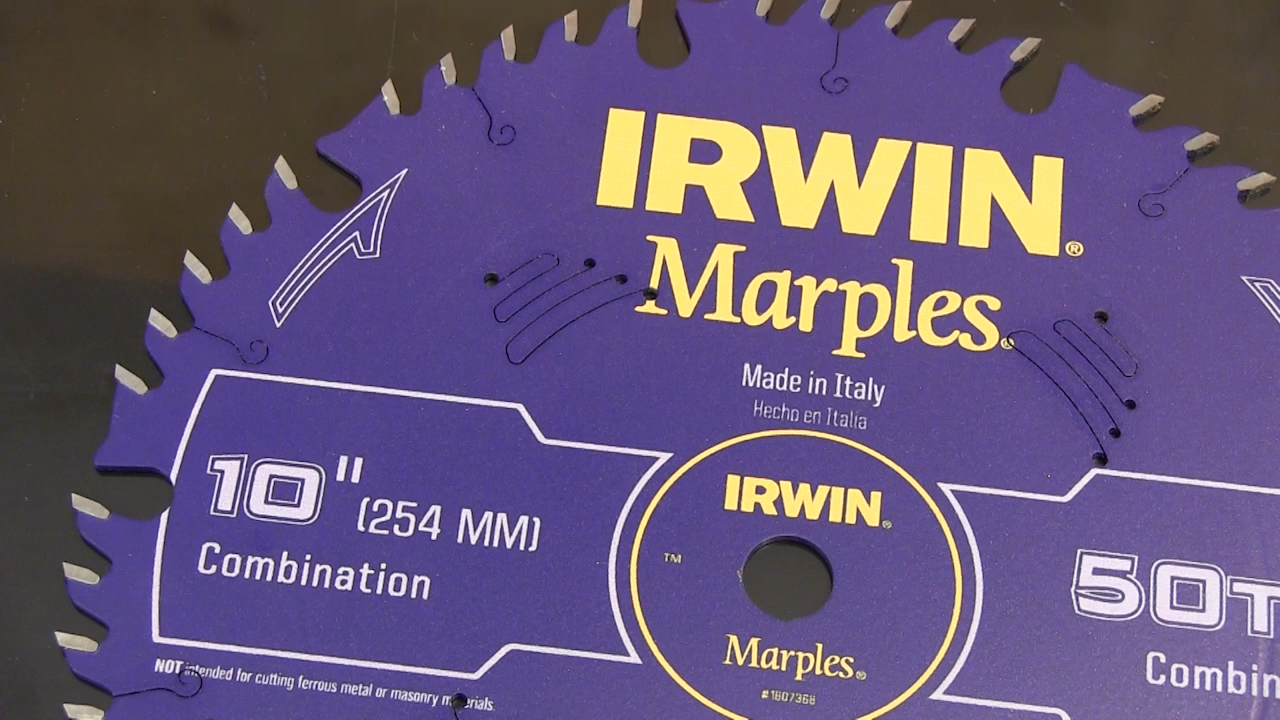 IRWIN®
Marples®
Made in Italy
Hecho en Italia
10" (254 MM)
Combination
NOT intended for cutting ferrous metal or masonry materials.
IRWIN®
™
Marples®
#1807368
50T
Combin